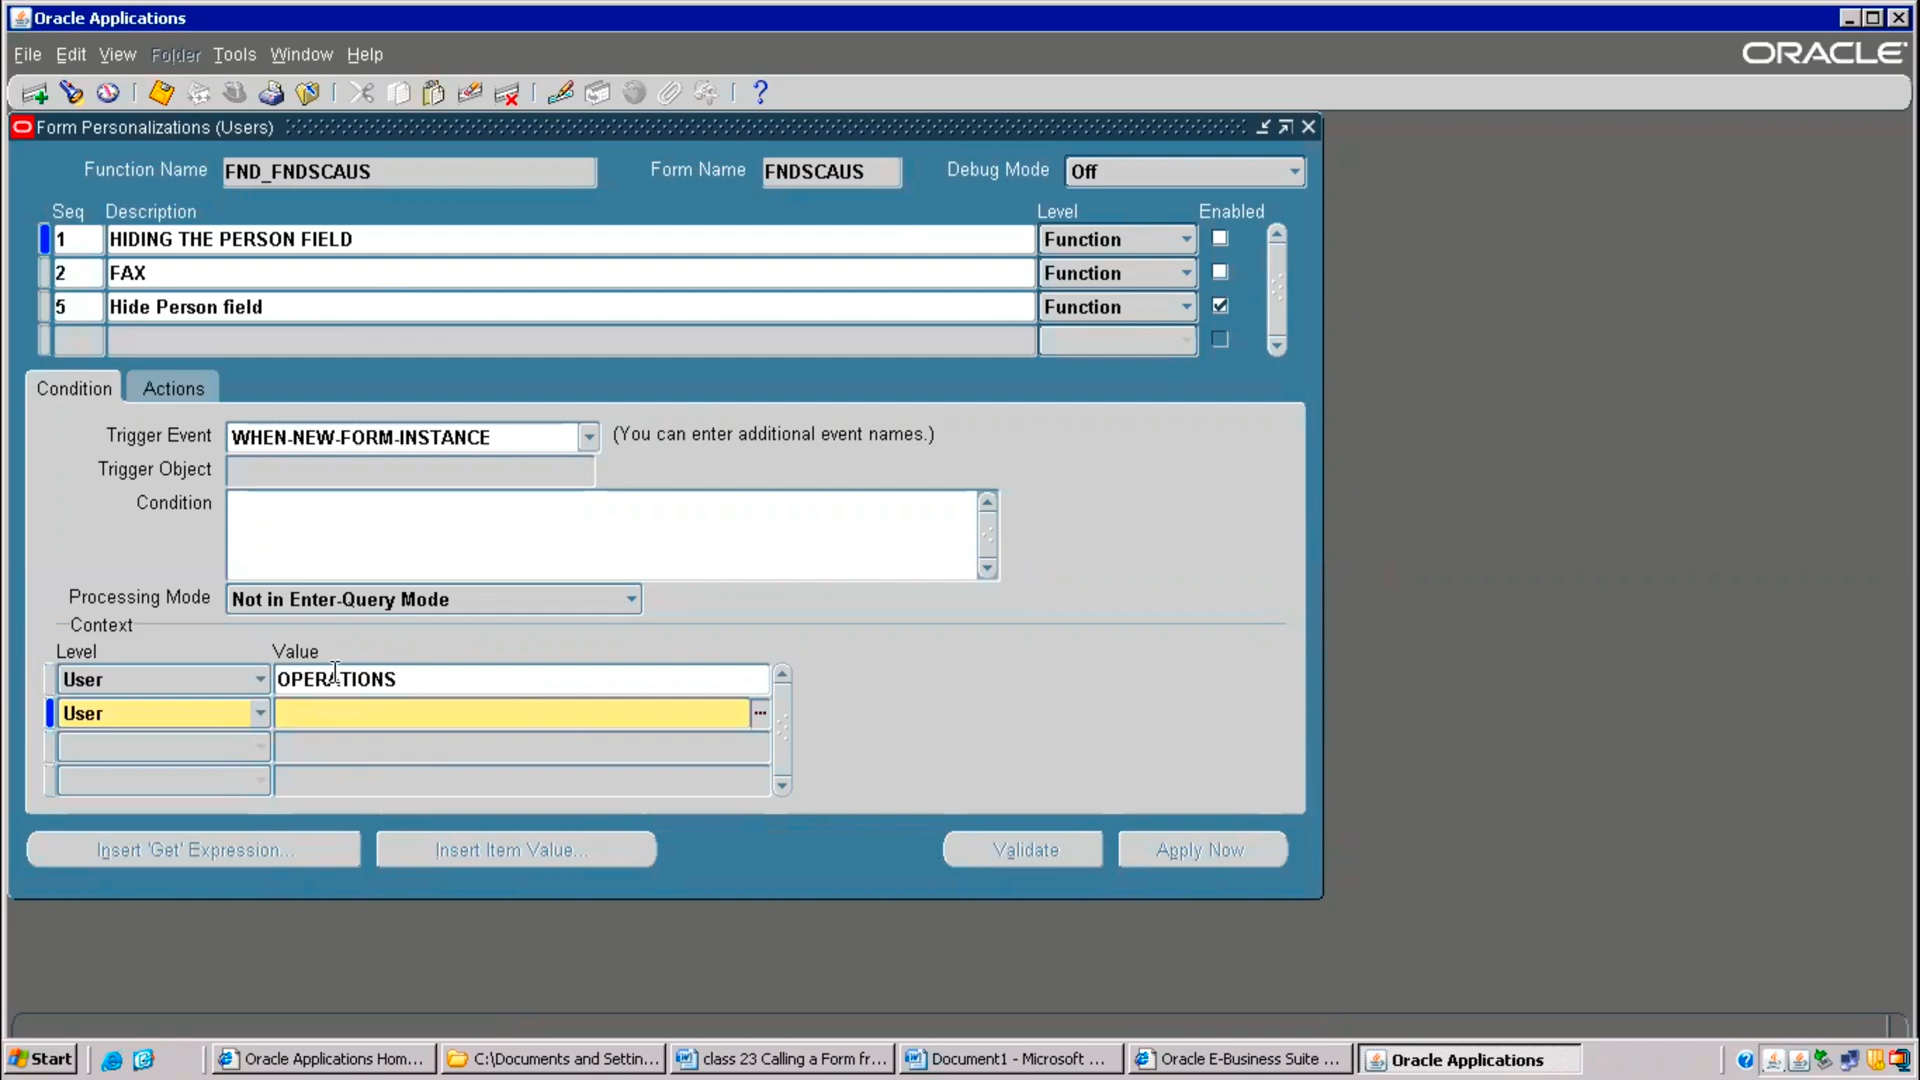 Oracle Applications
File Edit View Folder Tools Window Help
ORACLE
Form Personalizations (Users)
Function Name FND_FNDSCAUS Form Name FNDSCAUS Debug Mode Off
Seq Description Level Enabled
1 HIDING THE PERSON FIELD Function
2 FAX Function
5 Hide Person field Function
Condition Actions
Trigger Event WHEN-NEW-FORM-INSTANCE (You can enter additional event names.)
Trigger Object
Condition
Processing Mode Not in Enter-Query Mode
Context
Level Value
User OPERATIONS
User ...
Insert 'Get' Expression... Insert Item Value... Validate Apply Now
Start Oracle Applications Hom... C:\Documents and Settin... class 23 Calling a Form fr... Document1 - Microsoft ... Oracle E-Business Suite ... Oracle Applications